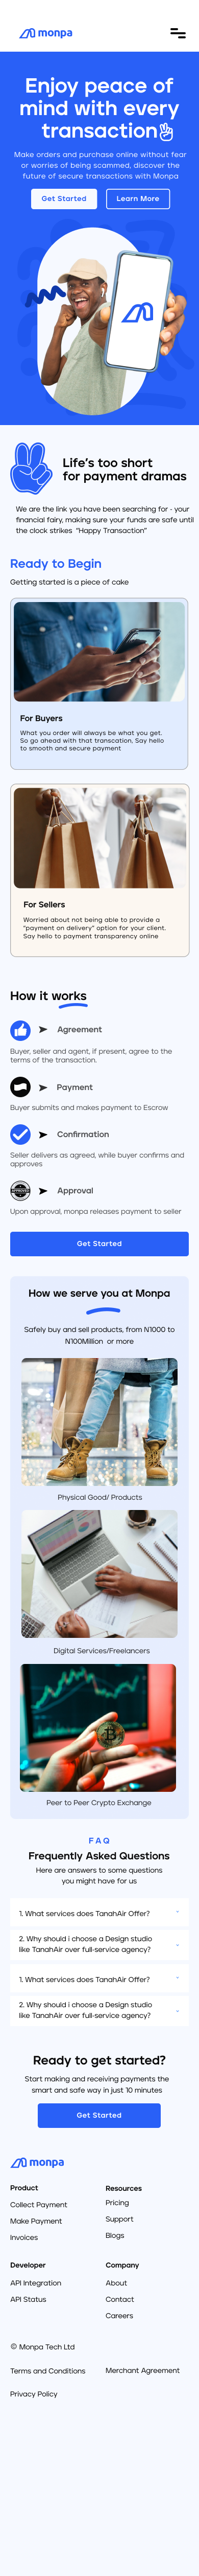 monpa
Enjoy peace of
mind with every
transaction
Make orders and purchase online without fear
or worries of being scammed, discover the
future of secure transactions with Monpa
Get Started
Learn More
Life's too short
for payment dramas
We are the link you have been searching for - your
financial fairy, making sure your funds are safe until
the clock strikes "Happy Transaction"
Ready to Begin
Getting started is a piece of cake
For Buyers
What you order will always be what you get.
So go ahead with that transcation, Say hello
to smooth and secure payment
For Sellers
Worried about not being able to provide a
"payment on delivery" option for your client.
Say hello to payment transparency online
How it works
Agreement
Buyer, seller and agent, if present, agree to the
terms of the transaction.
Payment
Buyer submits and makes payment to Escrow
Confirmation
Seller delivers as agreed, while buyer confirms and
approves
APPROVED
Approval
Upon approval, monpa releases payment to seller
Get Started
How we serve you at Monpa
Safely buy and sell products, from N1000 to
N100Million or more
Physical Good/ Products
Digital Services/Freelancers
Peer to Peer Crypto Exchange
FAQ
Frequently Asked Questions
Here are answers to some questions
you might have for us
1. What services does TanahAir Offer?
2. Why should i choose a Design studio
like TanahAir over full-service agency?
1. What services does TanahAir Offer?
2. Why should i choose a Design studio
like TanahAir over full-service agency?
Ready to get started?
Start making and receiving payments the
smart and safe way in just 10 minutes
Get Started
monpa
Product
Collect Payment
Make Payment
Invoices
Resources
Pricing
Support
Blogs
Developer
API Integration
API Status
Company
About
Contact
Careers
© Monpa Tech Ltd
Terms and Conditions
Merchant Agreement
Privacy Policy